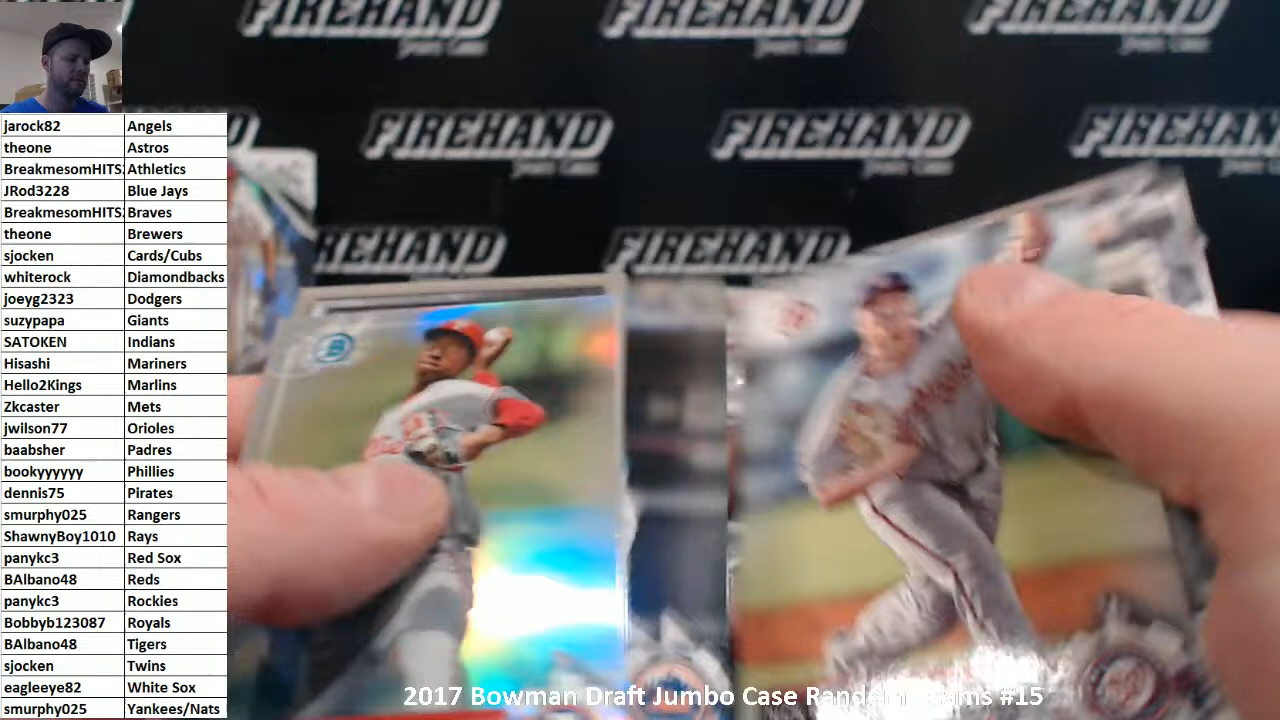 FIREHAND FIREHAND FIREHAND
FIREHAND FIREHAND FIREHAND
FIREHAND FIREHAND
jarock82 Angels
theone Astros
BreakmesomHITS Athletics
JRod3228 Blue Jays
BreakmesomHITS Braves
theone Brewers
sjocken Cards/Cubs
whiterock Diamondbacks
joeyg2323 Dodgers
suzypapa Giants
SATOKEN Indians
Hisashi Mariners
Hello2Kings Marlins
Zkcaster Mets
jwilson77 Orioles
baabsher Padres
bookyyyyyy Phillies
dennis75 Pirates
smurphy025 Rangers
ShawnyBoy1010 Rays
panykc3 Red Sox
BAlbano48 Reds
panykc3 Rockies
Bobbyb123087 Royals
BAlbano48 Tigers
sjocken Twins
eagleeye82 White Sox
smurphy025 Yankees/Nats
2017 Bowman Draft Jumbo Case Random Teams #15